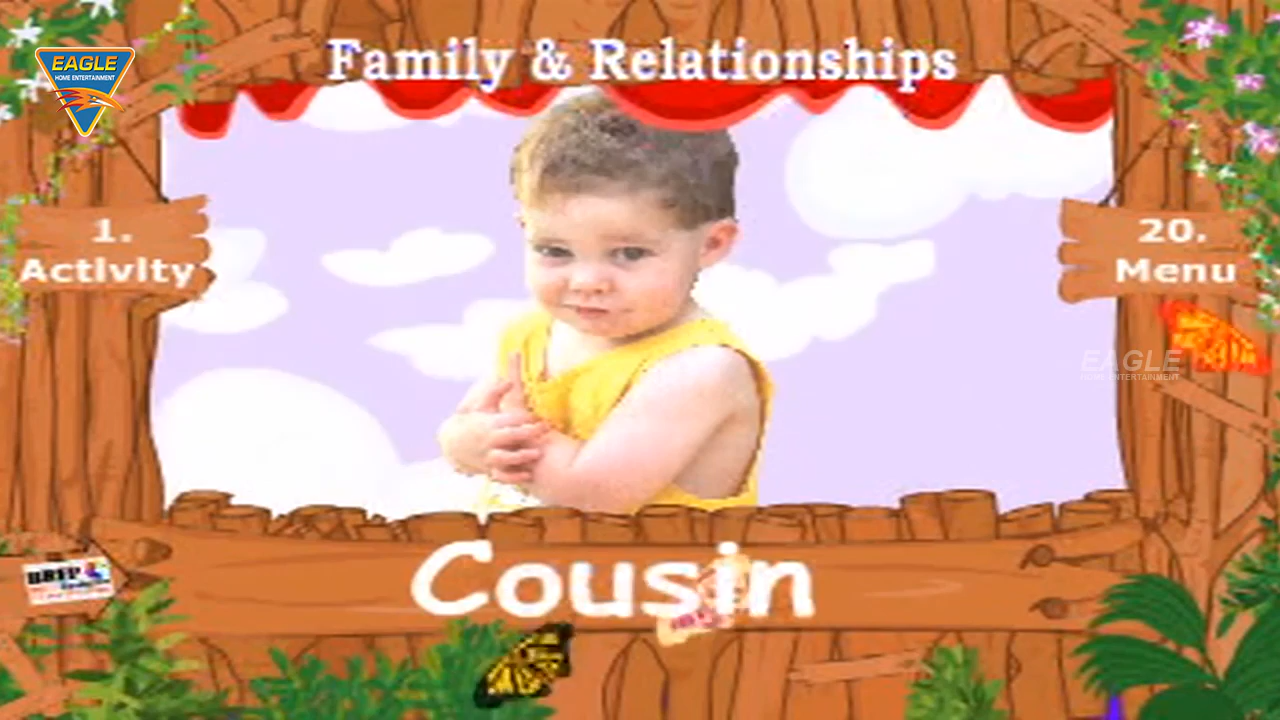 Family & Relationships
EAGLE
HOME ENTERTAINMENT
1.
Activity
20.
Menu
EAGLE
HOME ENTERTAINMENT
Cousin